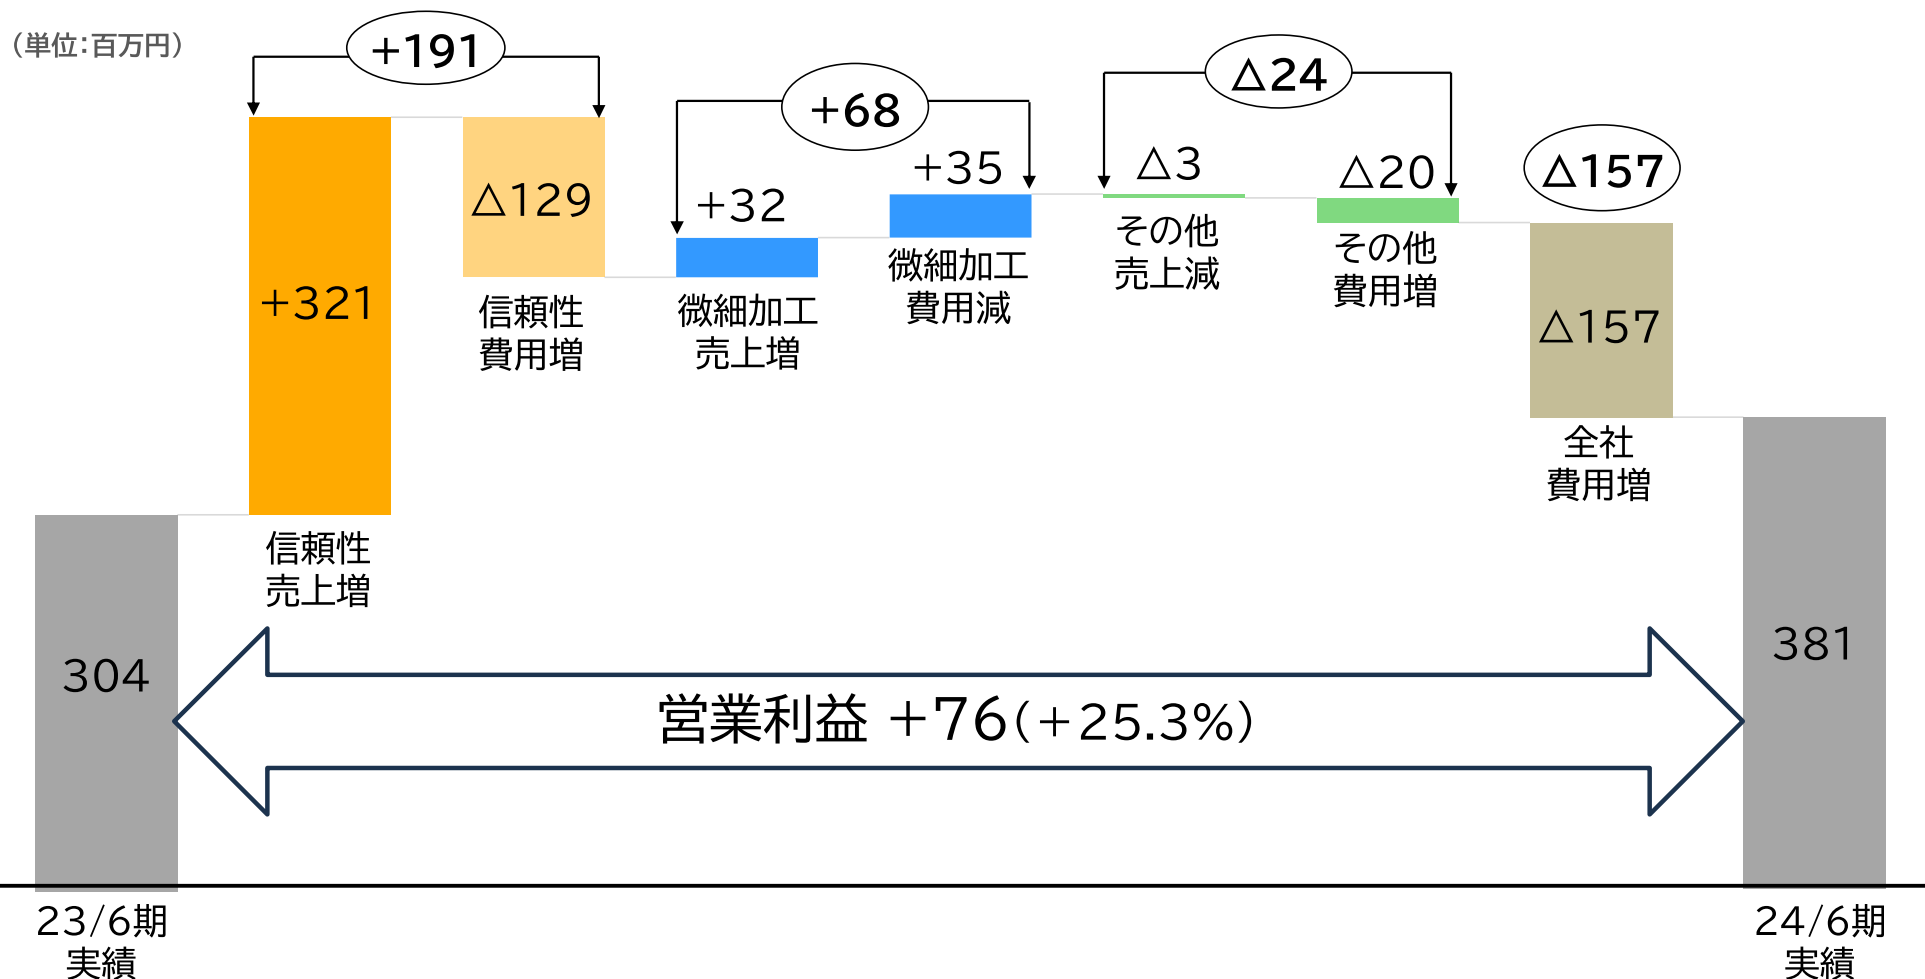 （単位：百万円）
+191
+68
△24
△157
+321
△129
+32
+35
△3
△20
△157
信頼性
売上増
信頼性
費用増
微細加工
売上増
微細加工
費用減
その他
売上減
その他
費用増
全社
費用増
304
381
営業利益 +76（+25.3%）
23/6期
実績
24/6期
実績